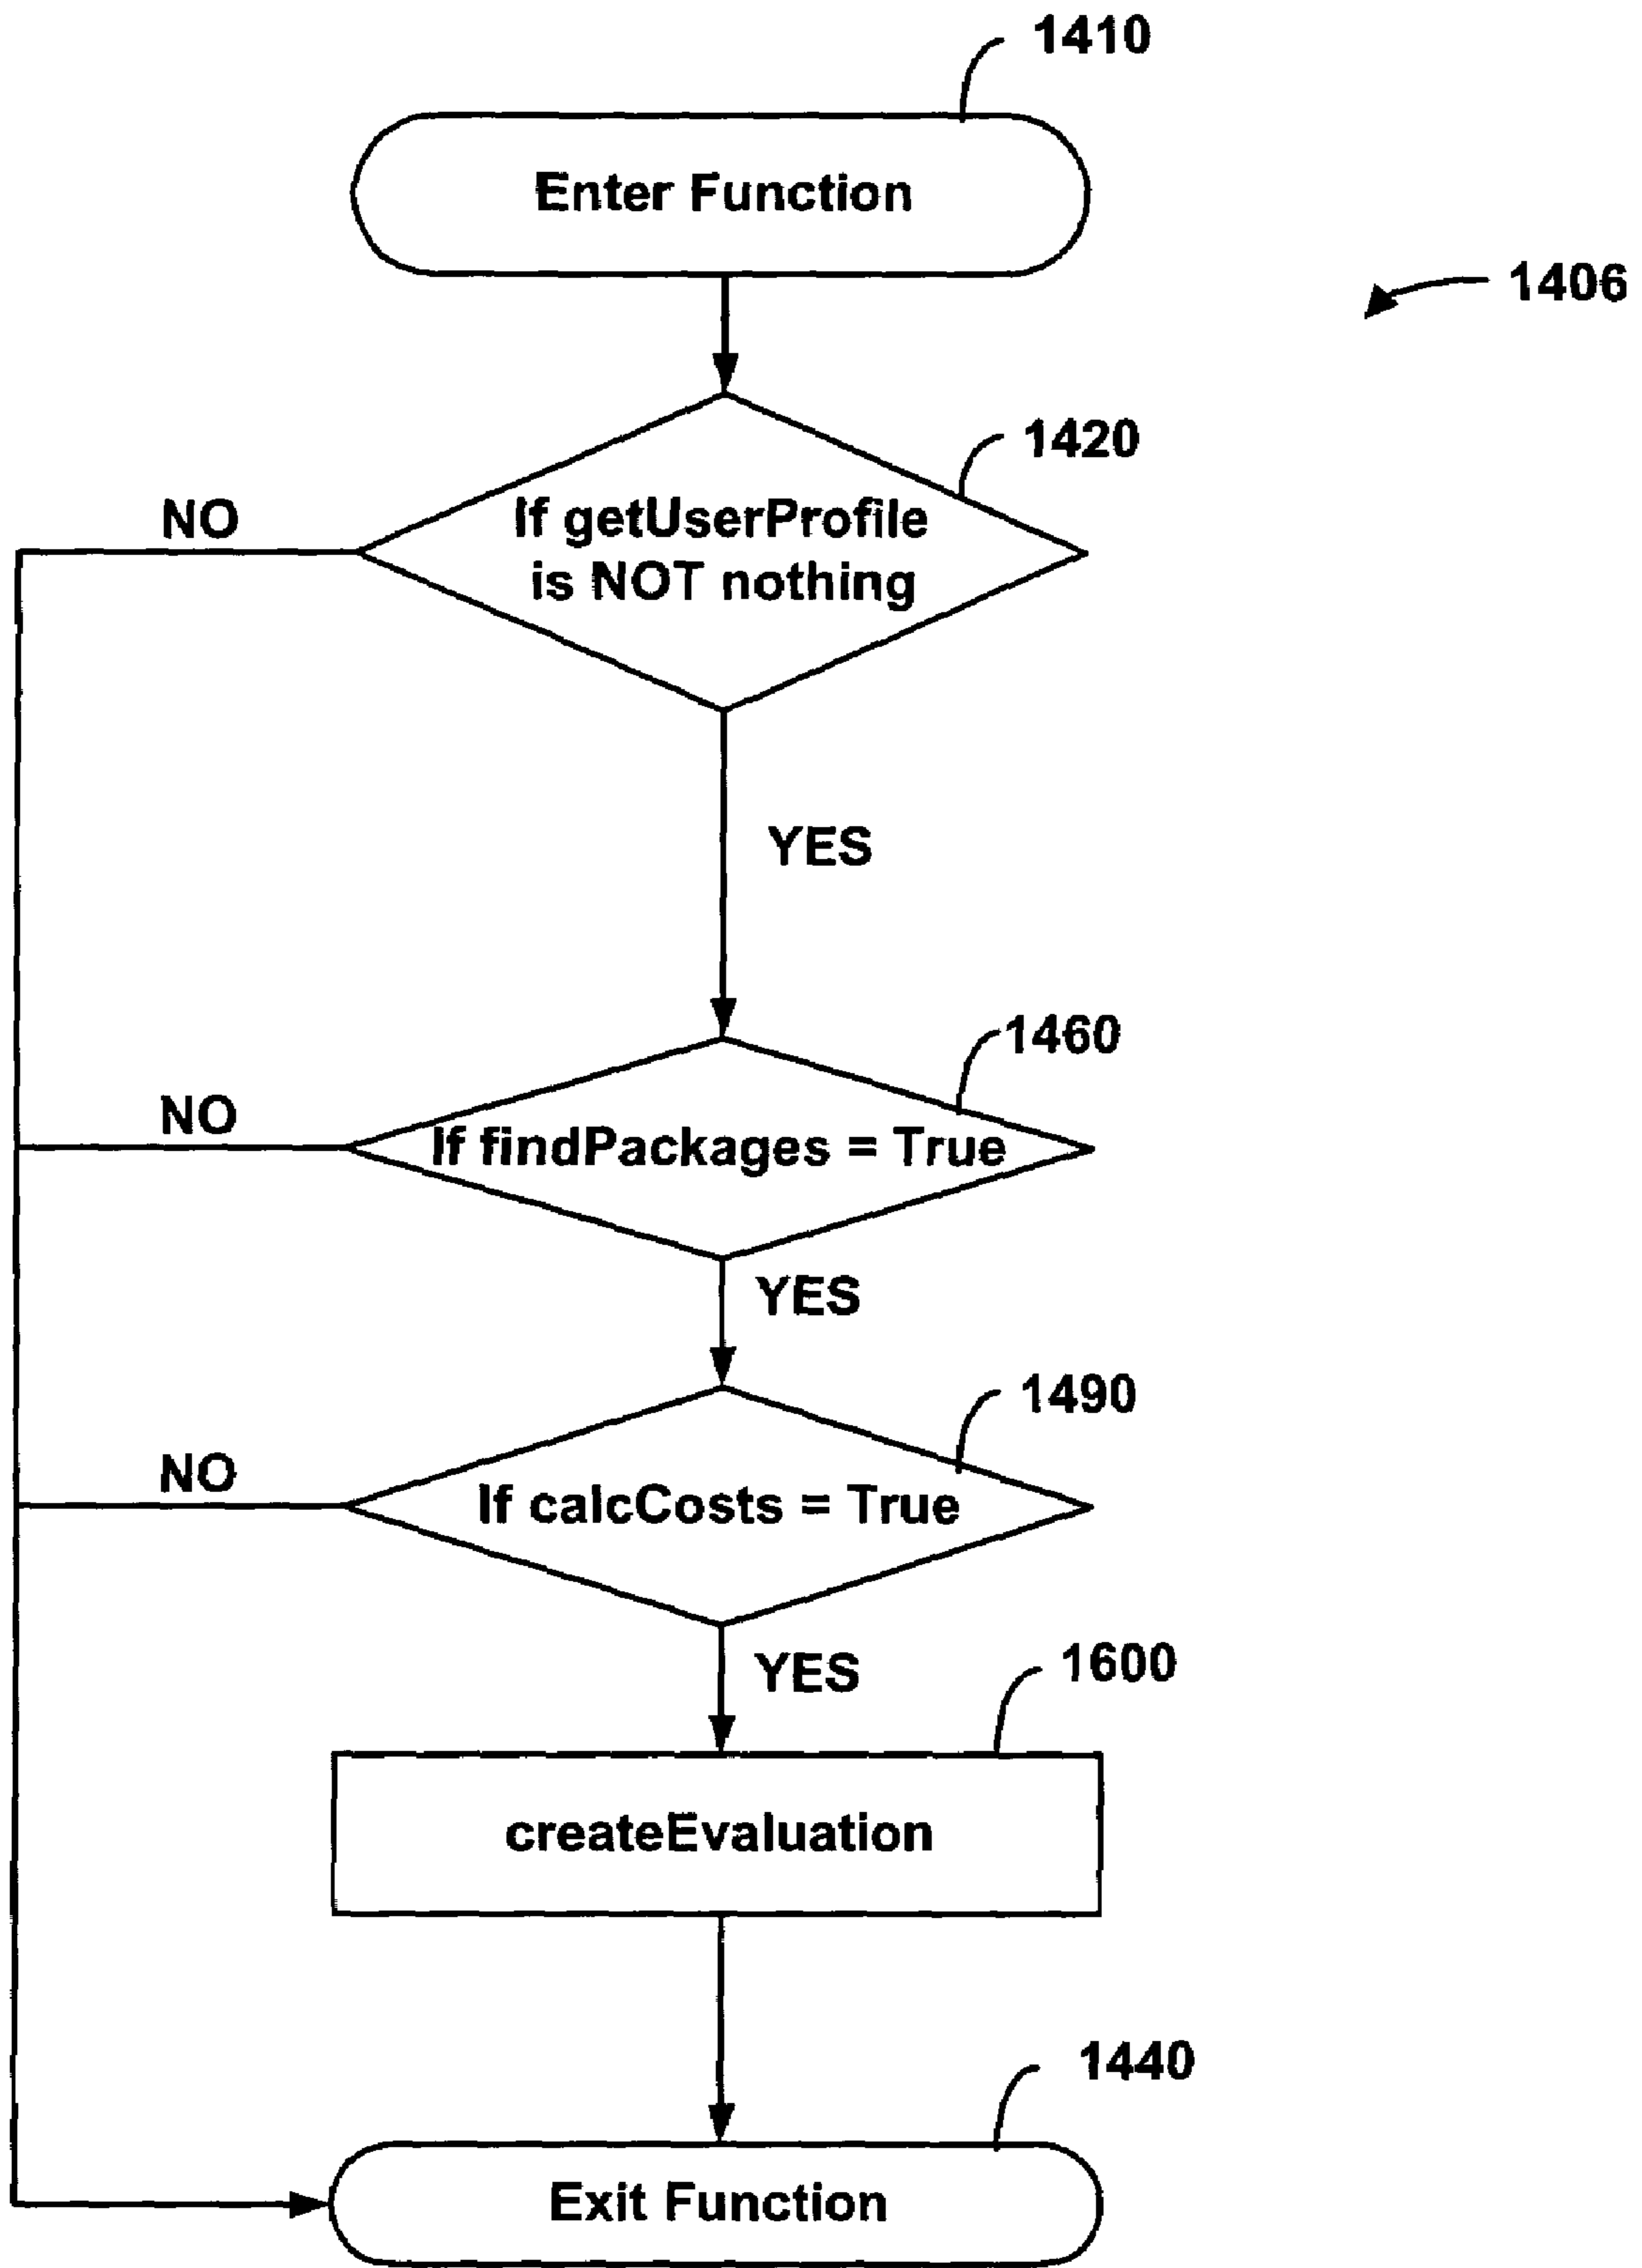 1410
Enter Function
1406
1420
NO
If getUserProfile
is NOT nothing
YES
1460
NO
If findPackages = True
YES
1490
NO
If calcCosts = True
YES
1600
createEvaluation
1440
Exit Function